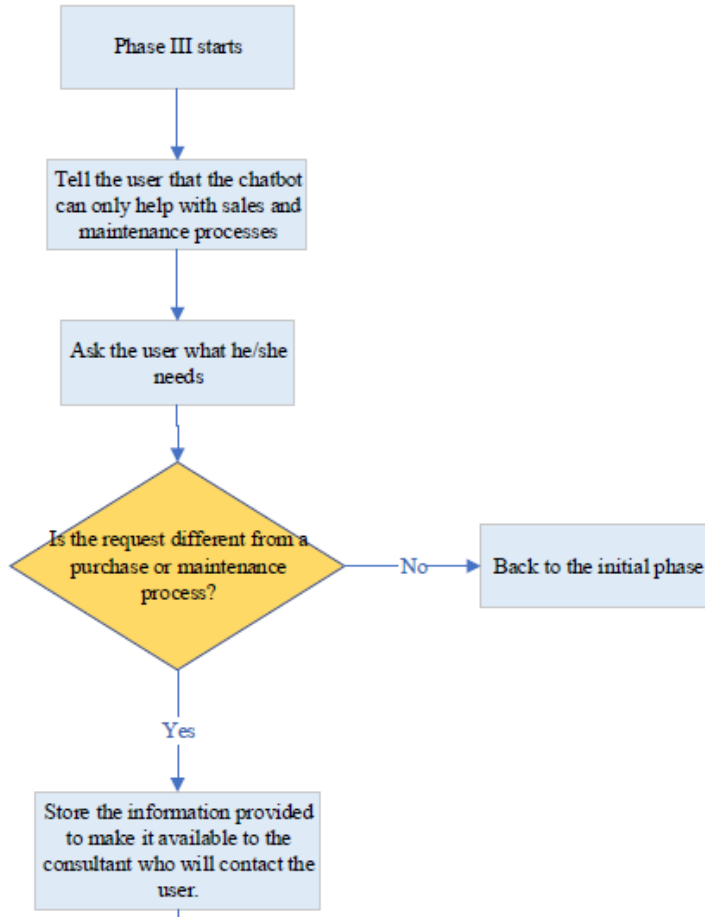 Phase III starts
Tell the user that the chatbot
can only help with sales and
maintenance processes
Ask the user what he/she
needs
Is the request different from a
purchase or maintenance
process?
No
Back to the initial phase
Yes
Store the information provided
to make it available to the
consultant who will contact the
user.